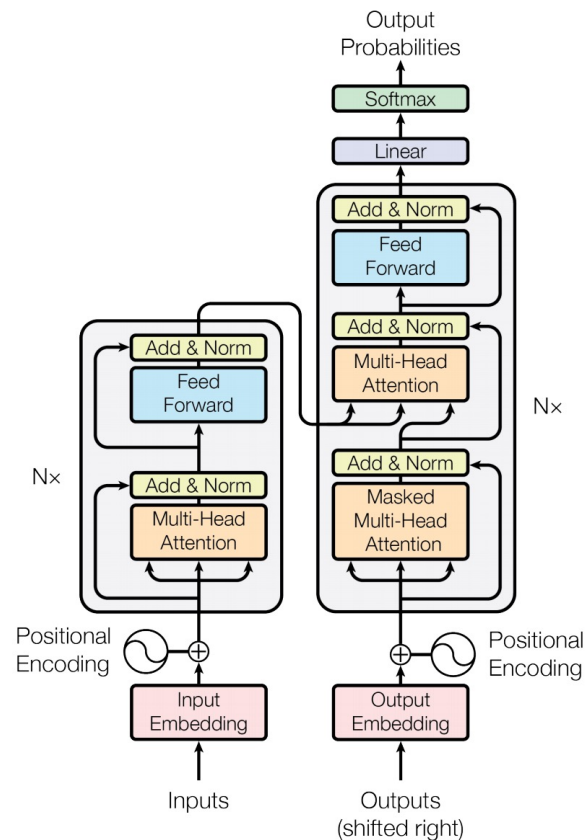 Output
Probabilities
Softmax
Linear
Add & Norm
Feed
Forward
Add & Norm
Multi-Head
Attention
Add & Norm
Masked
Multi-Head
Attention
N×
Add & Norm
Feed
Forward
Add & Norm
Multi-Head
Attention
N×
Positional
Encoding
Positional
Encoding
Input
Embedding
Output
Embedding
Inputs
Outputs
(shifted right)